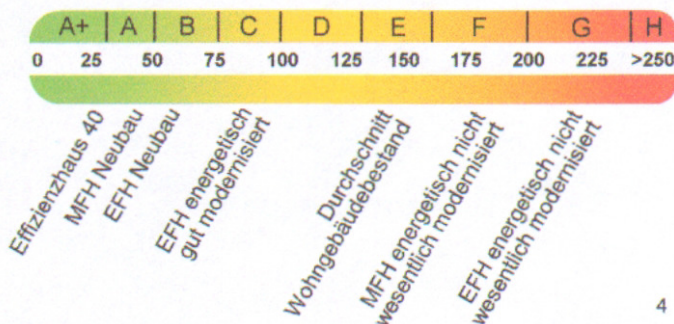 A+ | A | B | C | D | E | F | G | H
0 25 50 75 100 125 150 175 200 225 >250
Effizienzhaus 40
MFH Neubau
EFH Neubau
EFH energetisch
gut modernisiert
Durchschnitt
Wohngebäudebestand
MFH energetisch nicht
wesentlich modernisiert
EFH energetisch nicht
wesentlich modernisiert
4